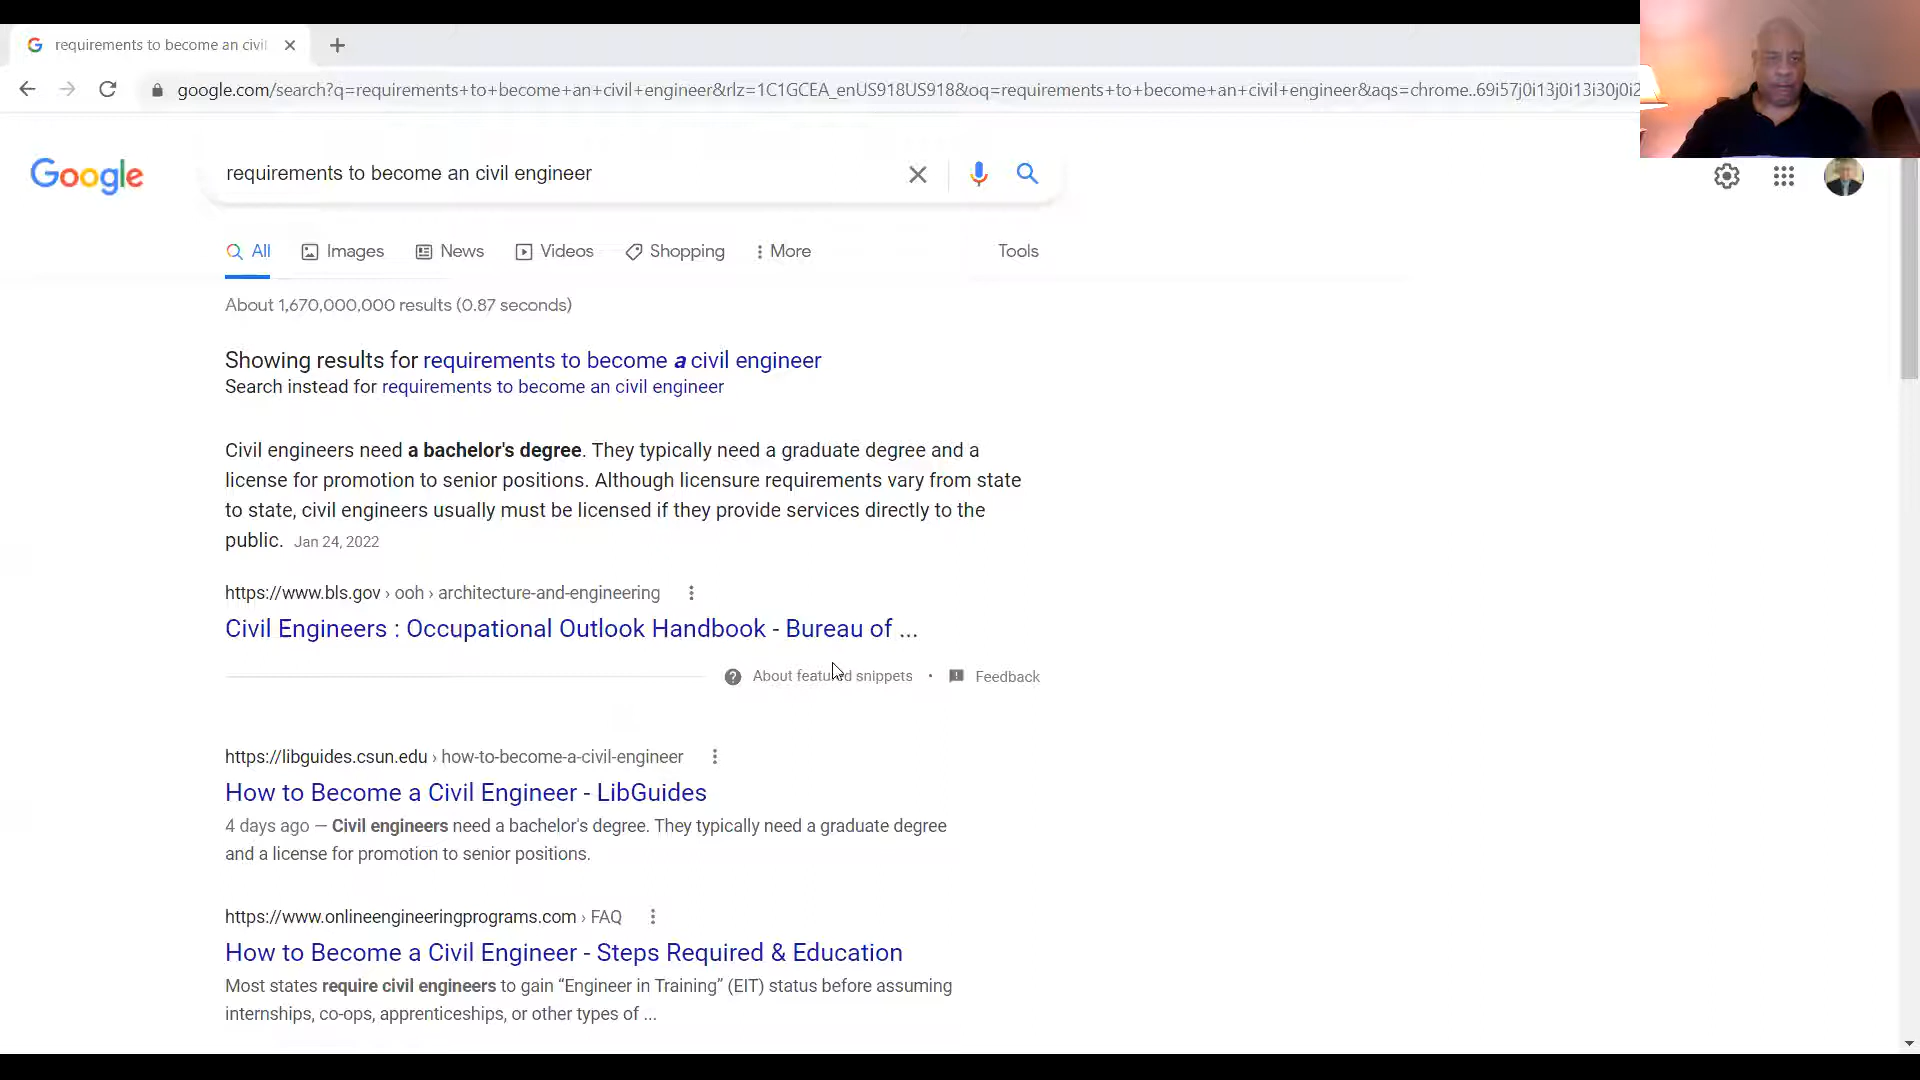 requirements to become an civil
google.com/search?q=requirements+to+become+an+civil+engineer&rlz=1C1GCEA_enUS918US918&oq=requirements+to+become+an+civil+engineer&aqs=chrome..69i57j0i13j0i13i30j0i2
Google
requirements to become an civil engineer
All Images News Videos Shopping More Tools
About 1,670,000,000 results (0.87 seconds)
Showing results for requirements to become a civil engineer
Search instead for requirements to become an civil engineer
Civil engineers need a bachelor's degree. They typically need a graduate degree and a
license for promotion to senior positions. Although licensure requirements vary from state
to state, civil engineers usually must be licensed if they provide services directly to the
public. Jan 24, 2022
https://www.bls.gov › ooh › architecture-and-engineering
Civil Engineers : Occupational Outlook Handbook - Bureau of ...
About featured snippets • Feedback
https://libguides.csun.edu › how-to-become-a-civil-engineer
How to Become a Civil Engineer - LibGuides
4 days ago — Civil engineers need a bachelor's degree. They typically need a graduate degree
and a license for promotion to senior positions.
https://www.onlineengineeringprograms.com › FAQ
How to Become a Civil Engineer - Steps Required & Education
Most states require civil engineers to gain “Engineer in Training” (EIT) status before assuming
internships, co-ops, apprenticeships, or other types of ...